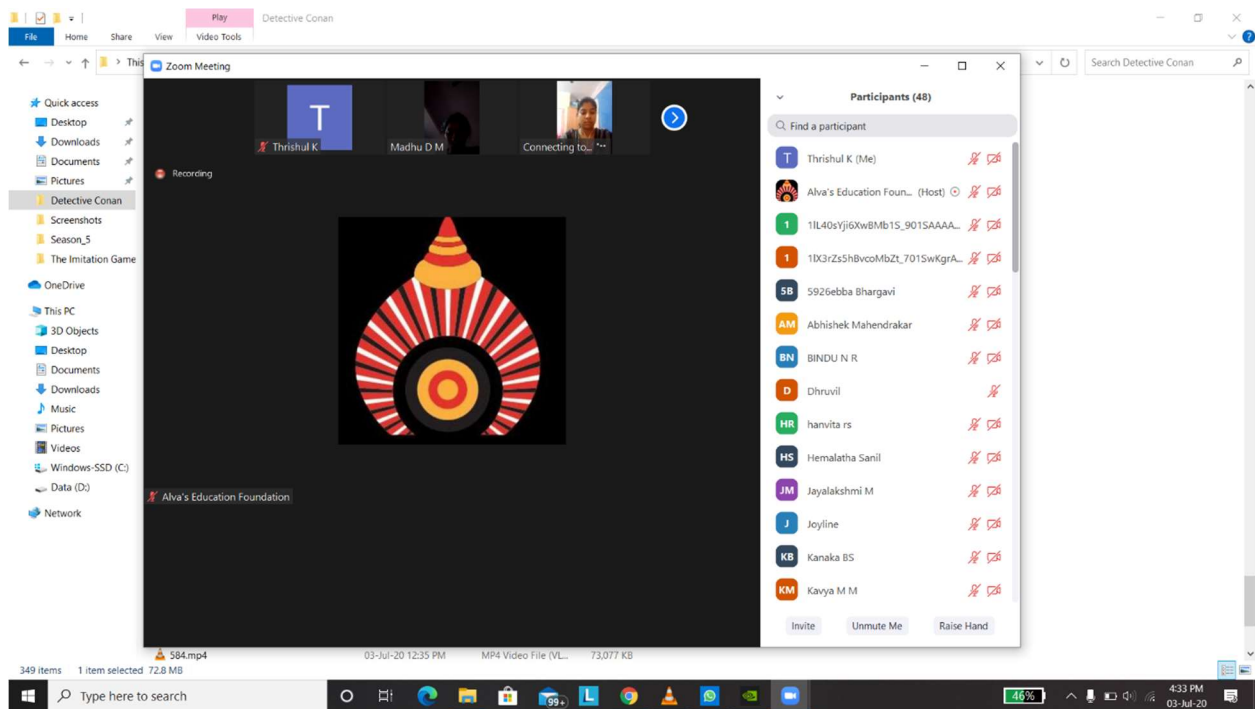 Play
Detective Conan
File
Home
Share
View
Video Tools
This
Search Detective Conan
Quick access
Desktop
Downloads
Documents
Pictures
Detective Conan
Screenshots
Season_5
The Imitation Game
OneDrive
This PC
3D Objects
Desktop
Documents
Downloads
Music
Pictures
Videos
Windows-SSD (C:)
Data (D:)
Network
Zoom Meeting
T
Thrishul K
Madhu D M
Connecting to...
Recording
Alva's Education Foundation
Participants (48)
Find a participant
T Thrishul K (Me)
Alva's Education Foun... (Host)
1 1lL40sYji6XwBMb1S_901SAAAA...
1 1lX3rZs5hBvcoMbZt_701SwKgrA...
5B 5926ebba Bhargavi
AM Abhishek Mahendrakar
BN BINDU N R
D Dhruvil
HR hanvita rs
HS Hemalatha Sanil
JM Jayalakshmi M
J Joyline
KB Kanaka BS
KM Kavya M M
Invite
Unmute Me
Raise Hand
584.mp4 03-Jul-20 12:35 PM MP4 Video File (VL... 73,077 KB
349 items 1 item selected 72.8 MB
Type here to search
99+
L
46%
4:33 PM
03-Jul-20